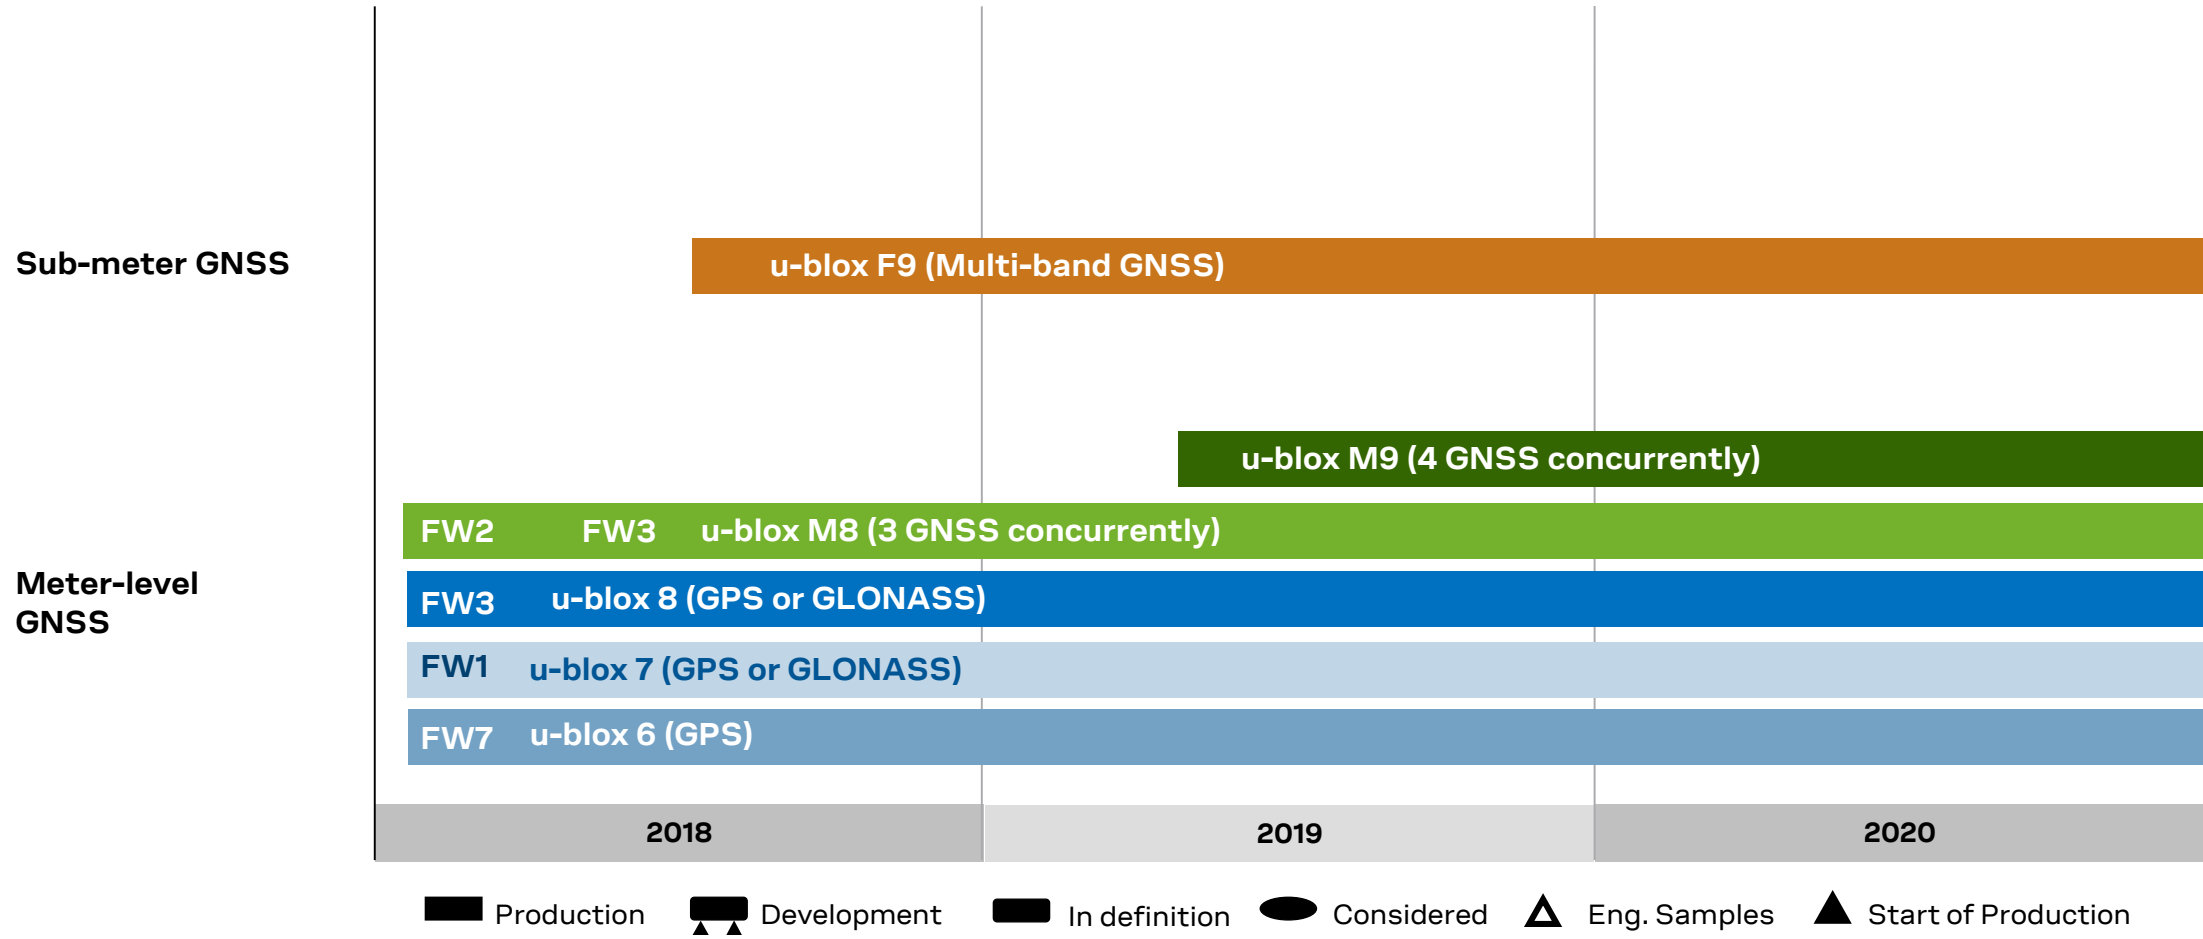 Sub-meter GNSS
u-blox F9 (Multi-band GNSS)
u-blox M9 (4 GNSS concurrently)
FW2 FW3 u-blox M8 (3 GNSS concurrently)
Meter-level
GNSS
FW3 u-blox 8 (GPS or GLONASS)
FW1 u-blox 7 (GPS or GLONASS)
FW7 u-blox 6 (GPS)
2018 2019 2020
Production Development In definition Considered Eng. Samples Start of Production